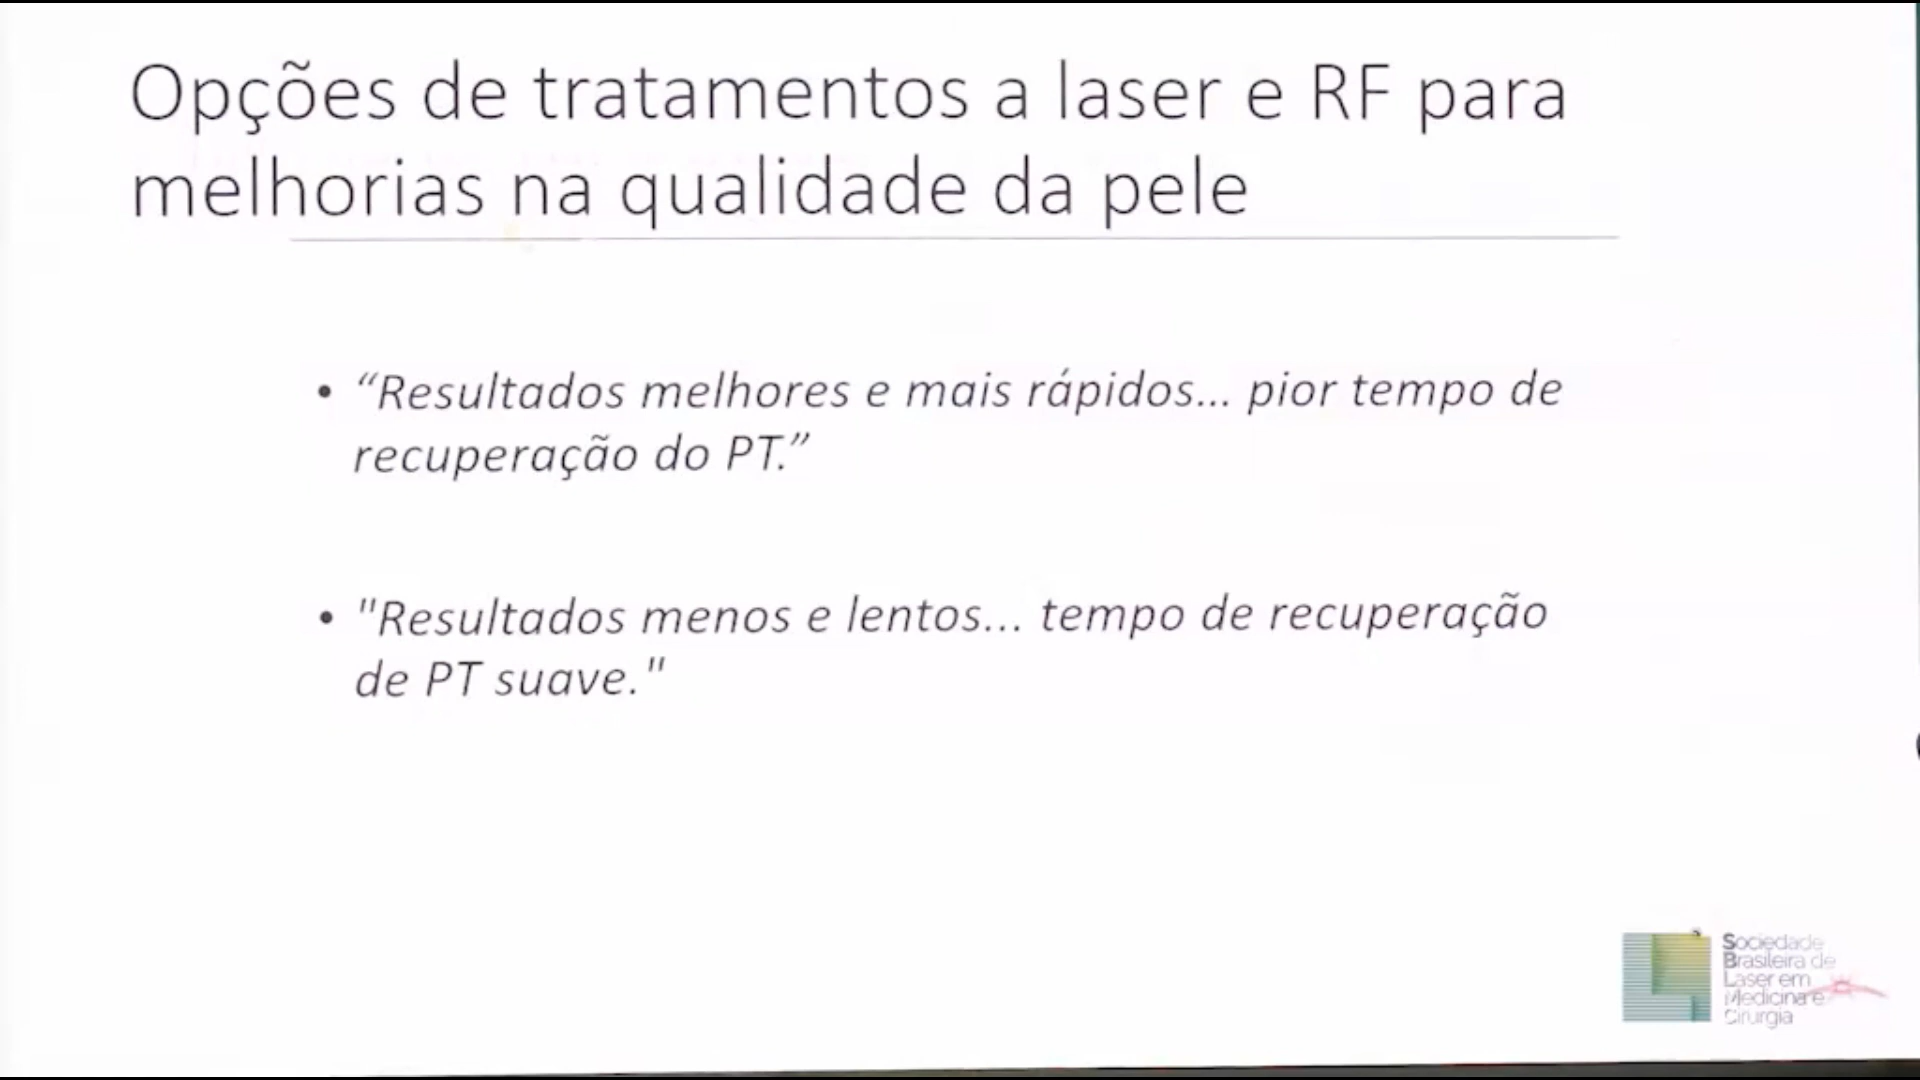 Opções de tratamentos a laser e RF para
melhorias na qualidade da pele
• “Resultados melhores e mais rápidos... pior tempo de
recuperação do PT.”
• "Resultados menos e lentos... tempo de recuperação
de PT suave."
Sociedade
Brasileira de
Laser em
Medicina e
Cirurgia